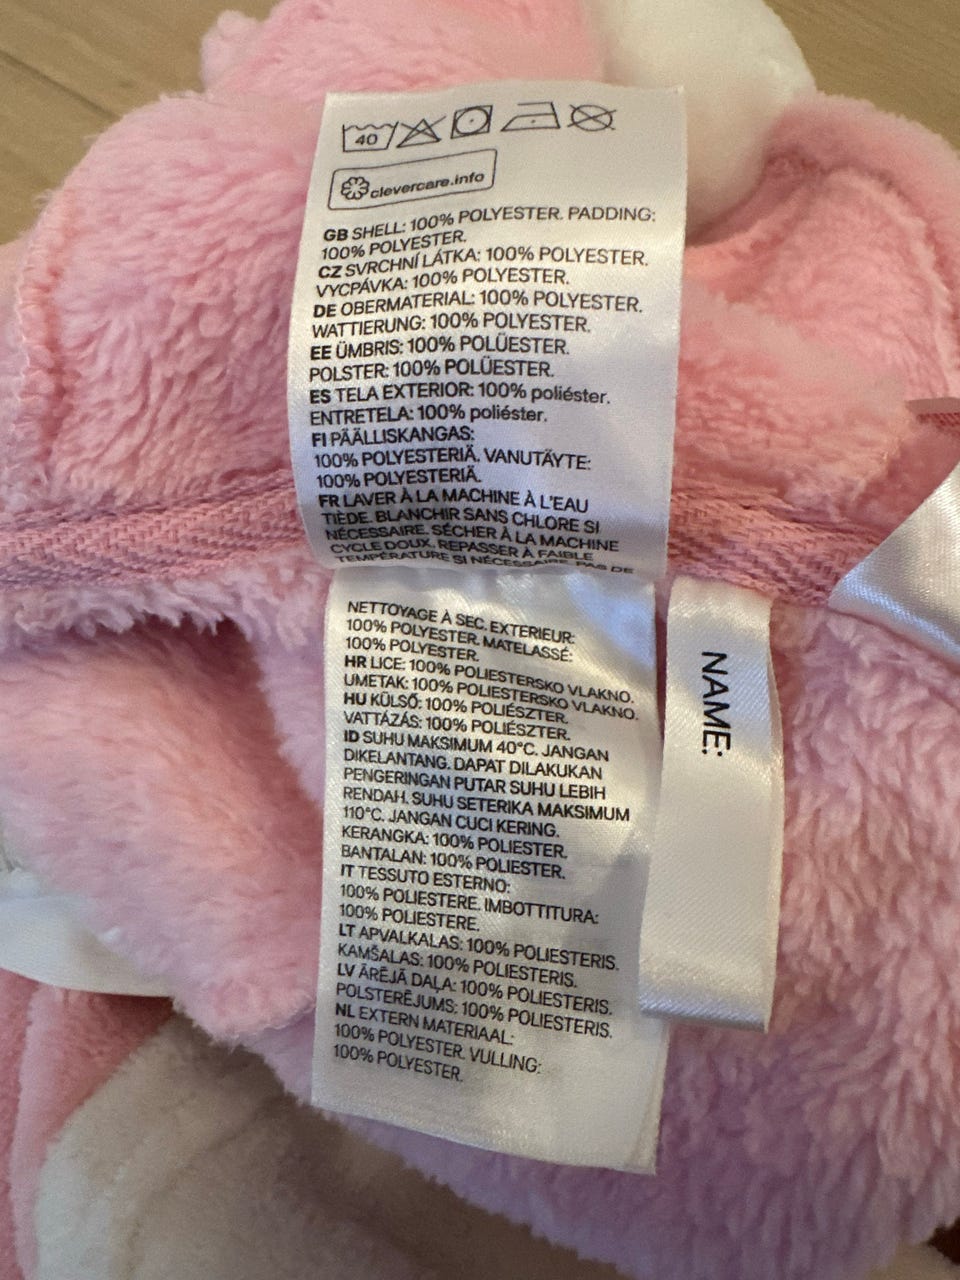 40
clevercare.info
GB SHELL: 100% POLYESTER. PADDING:
100% POLYESTER.
CZ SVRCHNÍ LÁTKA: 100% POLYESTER.
VYCPÁVKA: 100% POLYESTER.
DE OBERMATERIAL: 100% POLYESTER.
WATTIERUNG: 100% POLYESTER.
EE ÜMBRIS: 100% POLÜESTER.
POLSTER: 100% POLÜESTER.
ES TELA EXTERIOR: 100% poliéster.
ENTRETELA: 100% poliéster.
FI PÄÄLLISKANGAS:
100% POLYESTERIÄ. VANUTÄYTE:
100% POLYESTERIÄ.
FR LAVER À LA MACHINE À L'EAU
TIÈDE. BLANCHIR SANS CHLORE SI
NÉCESSAIRE. SÉCHER À LA MACHINE
CYCLE DOUX. REPASSER À FAIBLE
TEMPÉRATURE SI NÉCESSAIRE. PAS DE
NETTOYAGE À SEC. EXTERIEUR:
100% POLYESTER. MATELASSÉ:
100% POLYESTER.
HR LICE: 100% POLIESTERSKO VLAKNO.
UMETAK: 100% POLIESTERSKO VLAKNO.
HU KÜLSŐ: 100% POLIÉSZTER.
VATTÁZÁS: 100% POLIÉSZTER.
ID SUHU MAKSIMUM 40°C. JANGAN
DIKELANTANG. DAPAT DILAKUKAN
PENGERINGAN PUTAR SUHU LEBIH
RENDAH. SUHU SETERIKA MAKSIMUM
110°C. JANGAN CUCI KERING.
KERANGKA: 100% POLIESTER.
BANTALAN: 100% POLIESTER.
IT TESSUTO ESTERNO:
100% POLIESTERE. IMBOTTITURA:
100% POLIESTERE.
LT APVALKALAS: 100% POLIESTERIS.
KAMŠALAS: 100% POLIESTERIS.
LV ĀRĒJĀ DAĻA: 100% POLIESTERIS.
POLSTERĒJUMS: 100% POLIESTERIS.
NL EXTERN MATERIAAL:
100% POLYESTER. VULLING:
100% POLYESTER.
NAME: